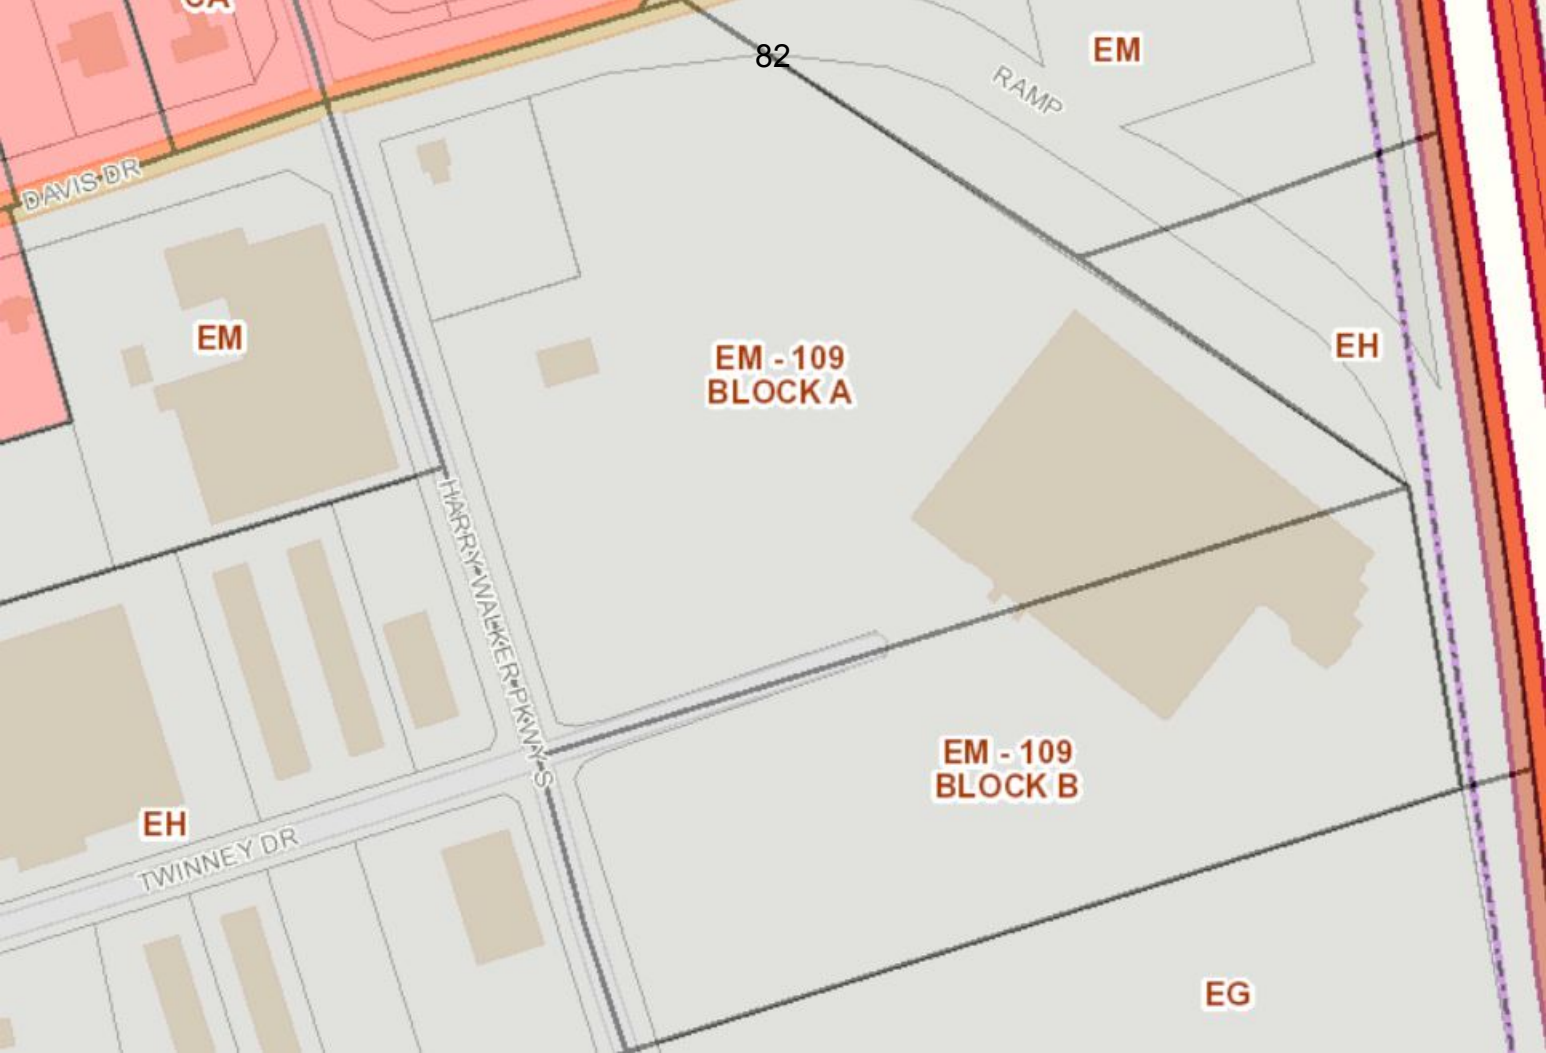 CA
82
EM
RAMP
DAVIS DR
EM
EH
EM - 109
BLOCK A
HARRY WALKER PKWY S
EM - 109
BLOCK B
EH
TWINNEY DR
EG